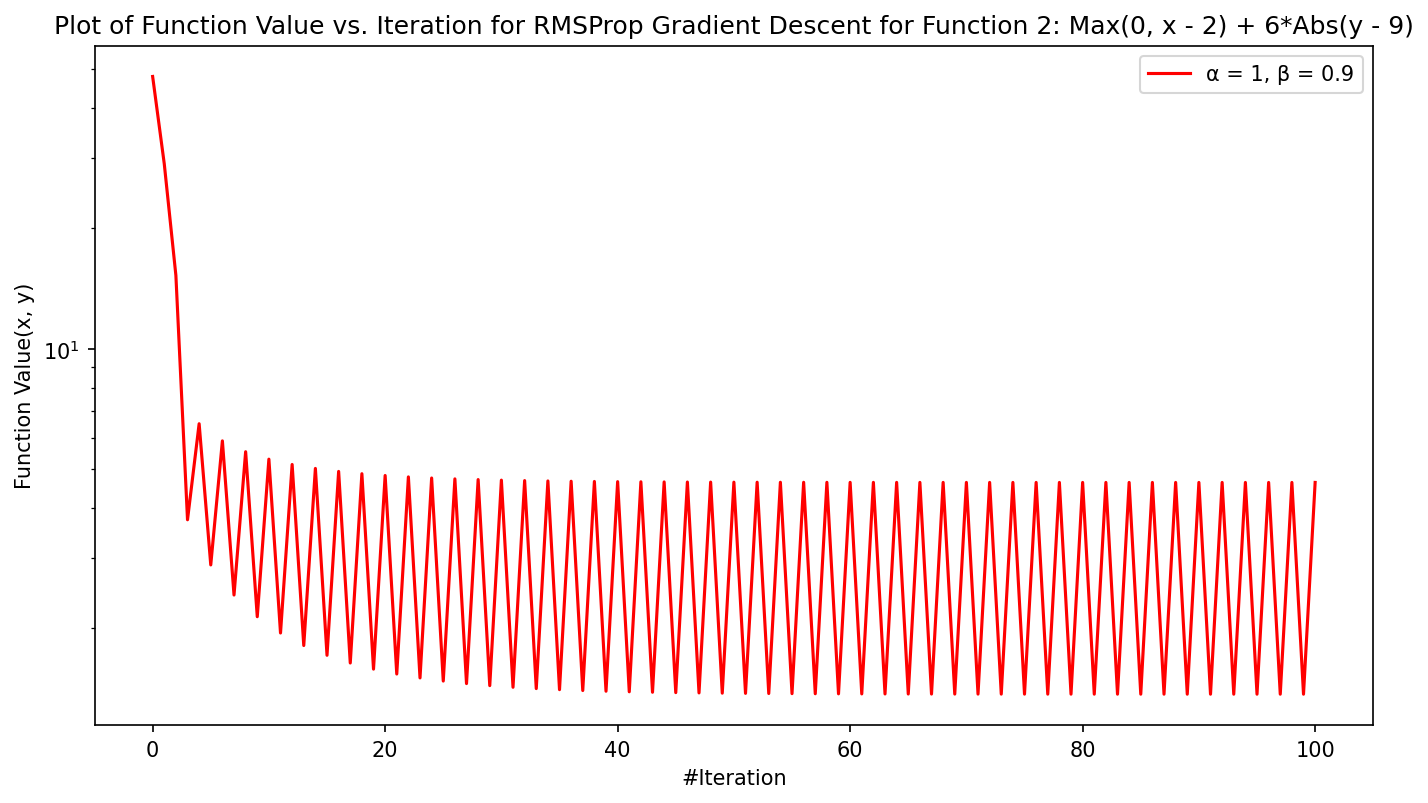 Plot of Function Value vs. Iteration for RMSProp Gradient Descent for Function 2: Max(0, x - 2) + 6*Abs(y - 9)
α = 1, β = 0.9
Function Value(x, y)
10¹
0 20 40 60 80 100
#Iteration